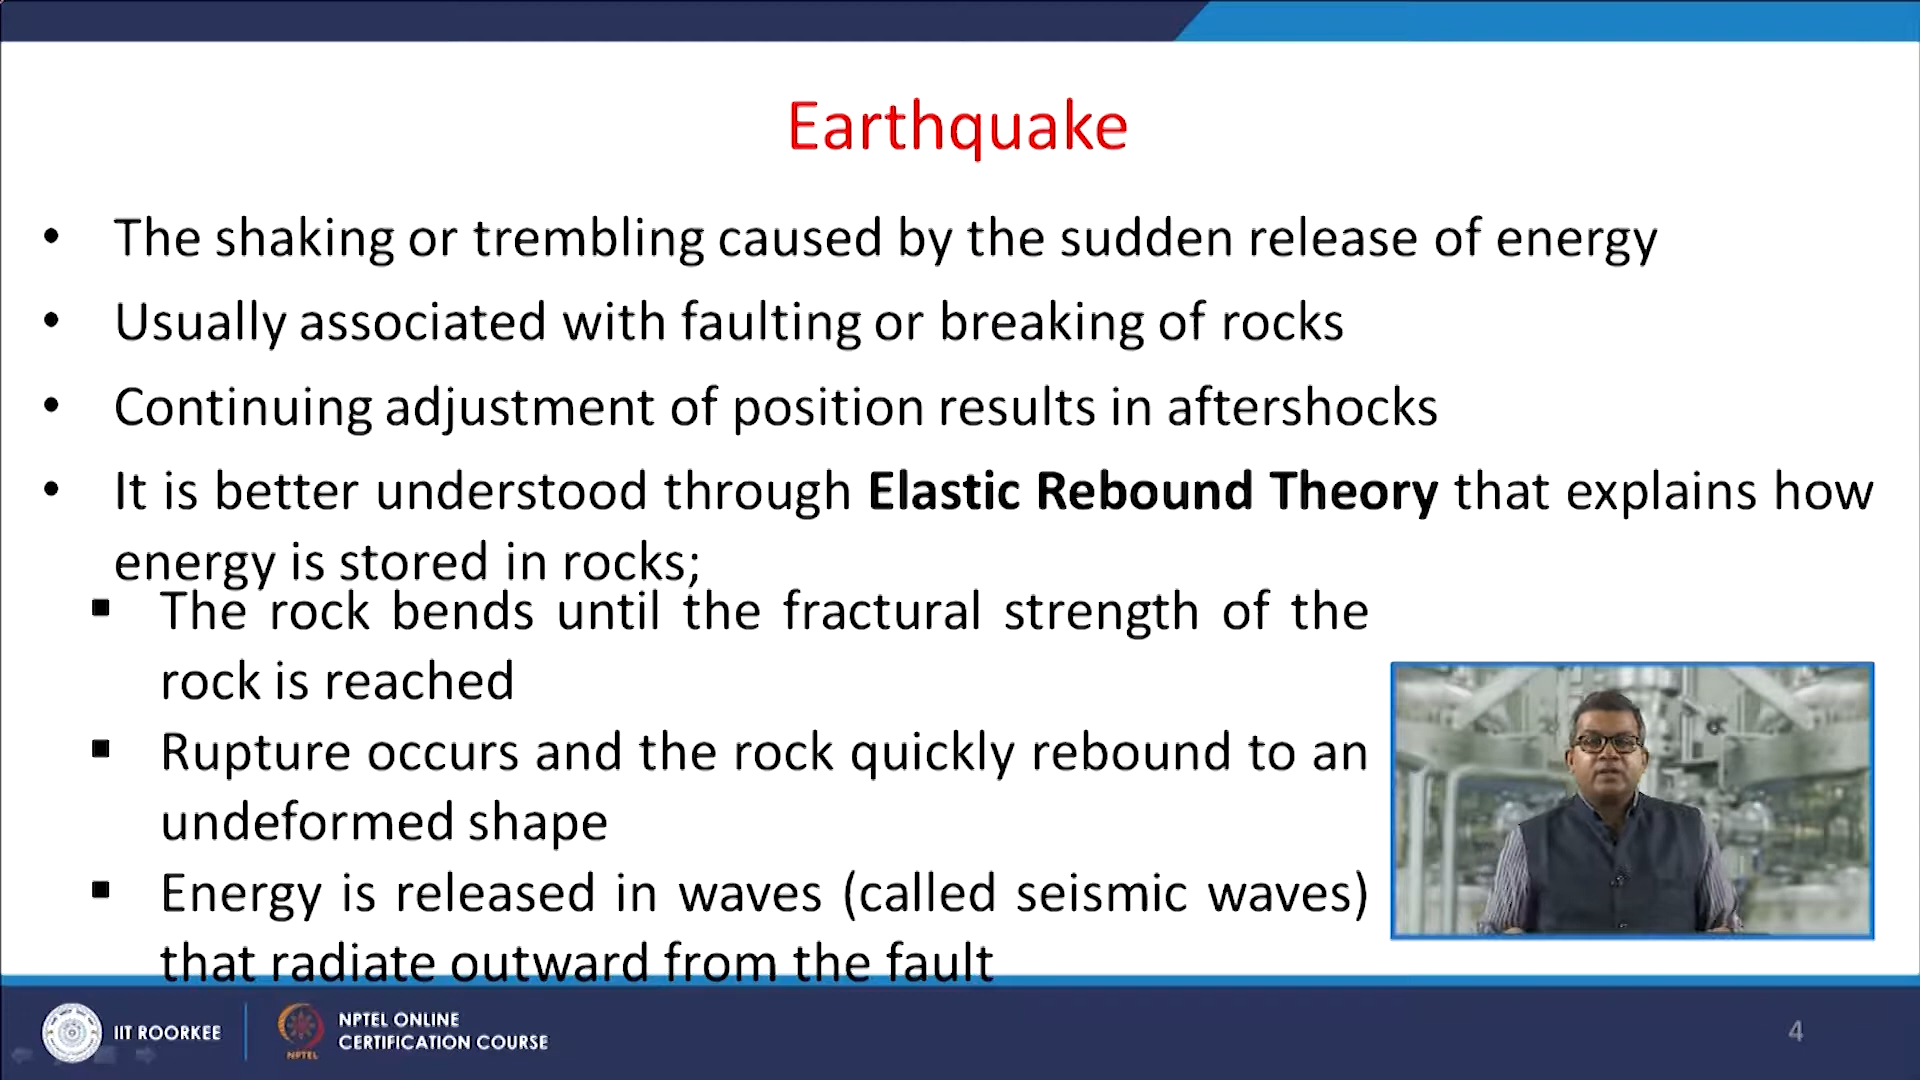 Earthquake
• The shaking or trembling caused by the sudden release of energy
• Usually associated with faulting or breaking of rocks
• Continuing adjustment of position results in aftershocks
• It is better understood through Elastic Rebound Theory that explains how
energy is stored in rocks;
▪ The rock bends until the fractural strength of the
rock is reached
▪ Rupture occurs and the rock quickly rebound to an
undeformed shape
▪ Energy is released in waves (called seismic waves)
that radiate outward from the fault
IIT ROORKEE
NPTEL
NPTEL ONLINE
CERTIFICATION COURSE
4